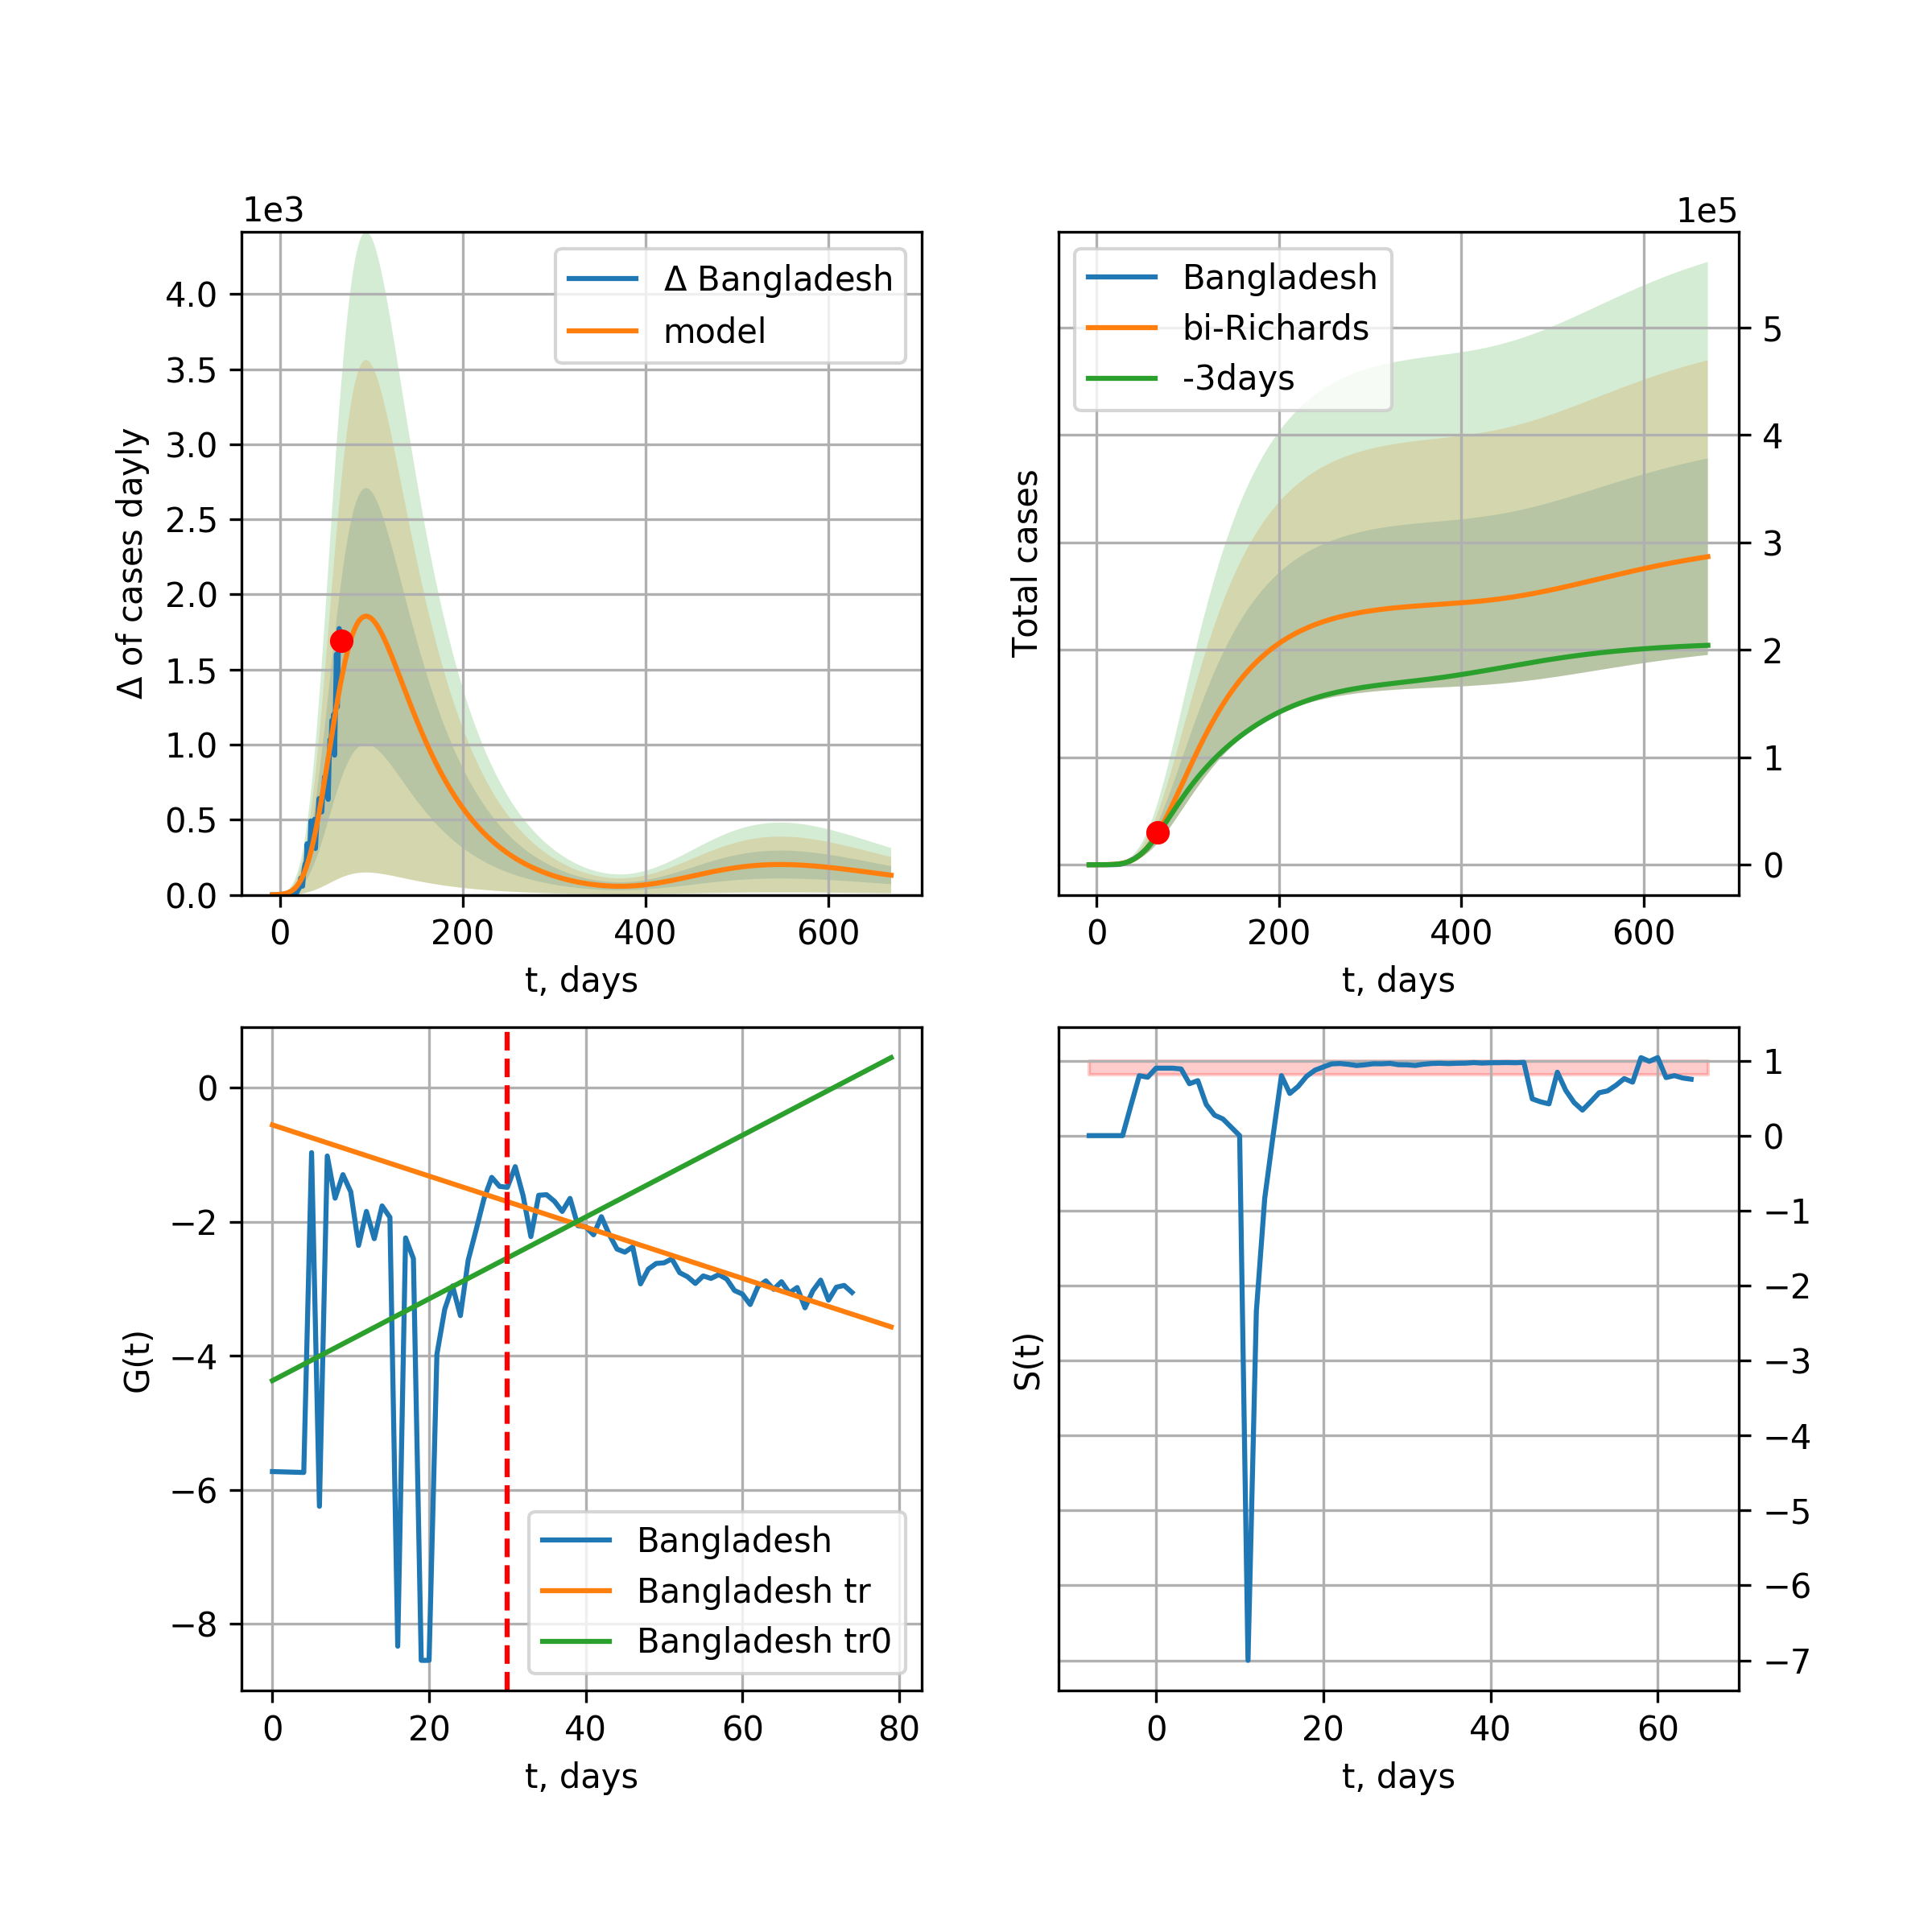 1e3
Δ of cases dayly
4.0
3.5
3.0
2.5
2.0
1.5
1.0
0.5
0.0
0 200 400 600
t, days
Δ Bangladesh
model
1e5
Total cases
5
4
3
2
1
0
0 200 400 600
t, days
Bangladesh
bi-Richards
-3days
G(t)
0
−2
−4
−6
−8
0 20 40 60 80
t, days
Bangladesh
Bangladesh tr
Bangladesh tr0
S(t)
1
0
−1
−2
−3
−4
−5
−6
−7
0 20 40 60
t, days